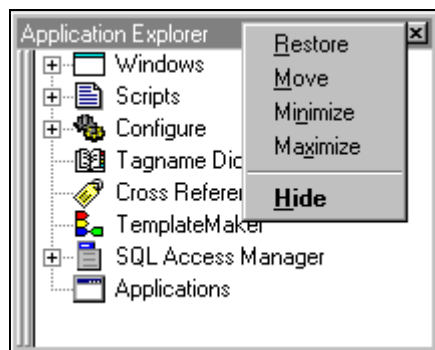 Application Explorer
Windows
Scripts
Configure
Tagname Dic
Cross Referer
TemplateMaker
SQL Access Manager
Applications
Restore
Move
Minimize
Maximize
Hide